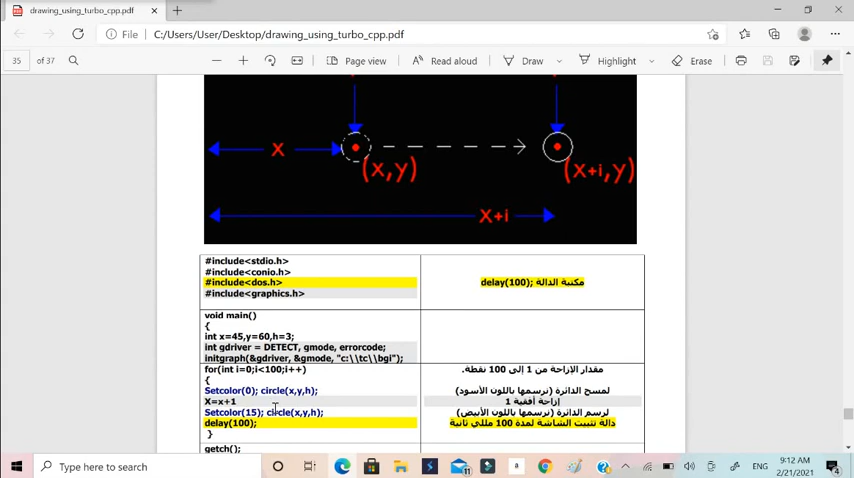 drawing_using_turbo_cpp.pdf
File
C:/Users/User/Desktop/drawing_using_turbo_cpp.pdf
35 of 37
Page view
Read aloud
Draw
Highlight
Erase
X
(x,y)
(x+i,y)
X+i
#include<stdio.h>
#include<conio.h>
#include<dos.h>
#include<graphics.h>
مكتبة الدالة delay(100);
void main()
{
int x=45,y=60,h=3;
int gdriver = DETECT, gmode, errorcode;
initgraph(&gdriver, &gmode, "c:\\tc\\bgi");
for(int i=0;i<100;i++)
مقدار الإزاحة من 1 إلى 100 نقطة.
{
Setcolor(0); circle(x,y,h);
لمسح الدائرة (نرسمها باللون الأسود)
X=x+1
إزاحة أفقية 1
Setcolor(15); circle(x,y,h);
لرسم الدائرة (نرسمها باللون الأبيض)
delay(100);
دالة تثبيت الشاشة لمدة 100 مللي ثانية
}
getch();
Type here to search
11
a
ENG
9:12 AM
2/21/2021
4